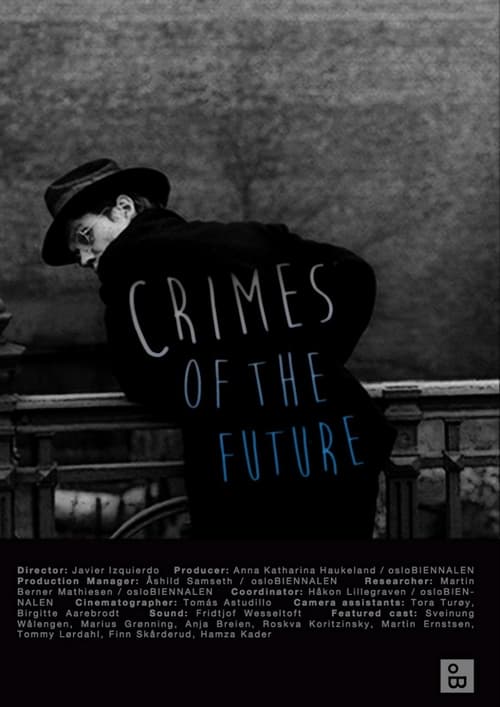 CRIMES
OF THE
FUTURE
Director: Javier Izquierdo Producer: Anna Katharina Haukeland / osloBIENNALEN
Production Manager: Åshild Samseth / osloBIENNALEN Researcher: Martin
Berner Mathiesen / osloBIENNALEN Coordinator: Håkon Lillegraven / osloBIEN-
NALEN Cinematographer: Tomás Astudillo Camera assistants: Tora Turøy,
Birgitte Aarebrodt Sound: Fridtjof Wesseltoft Featured cast: Sveinung
Wålengen, Marius Grønning, Anja Breien, Roskva Koritzinsky, Martin Ernstsen,
Tommy Lørdahl, Finn Skårderud, Hamza Kader
oB